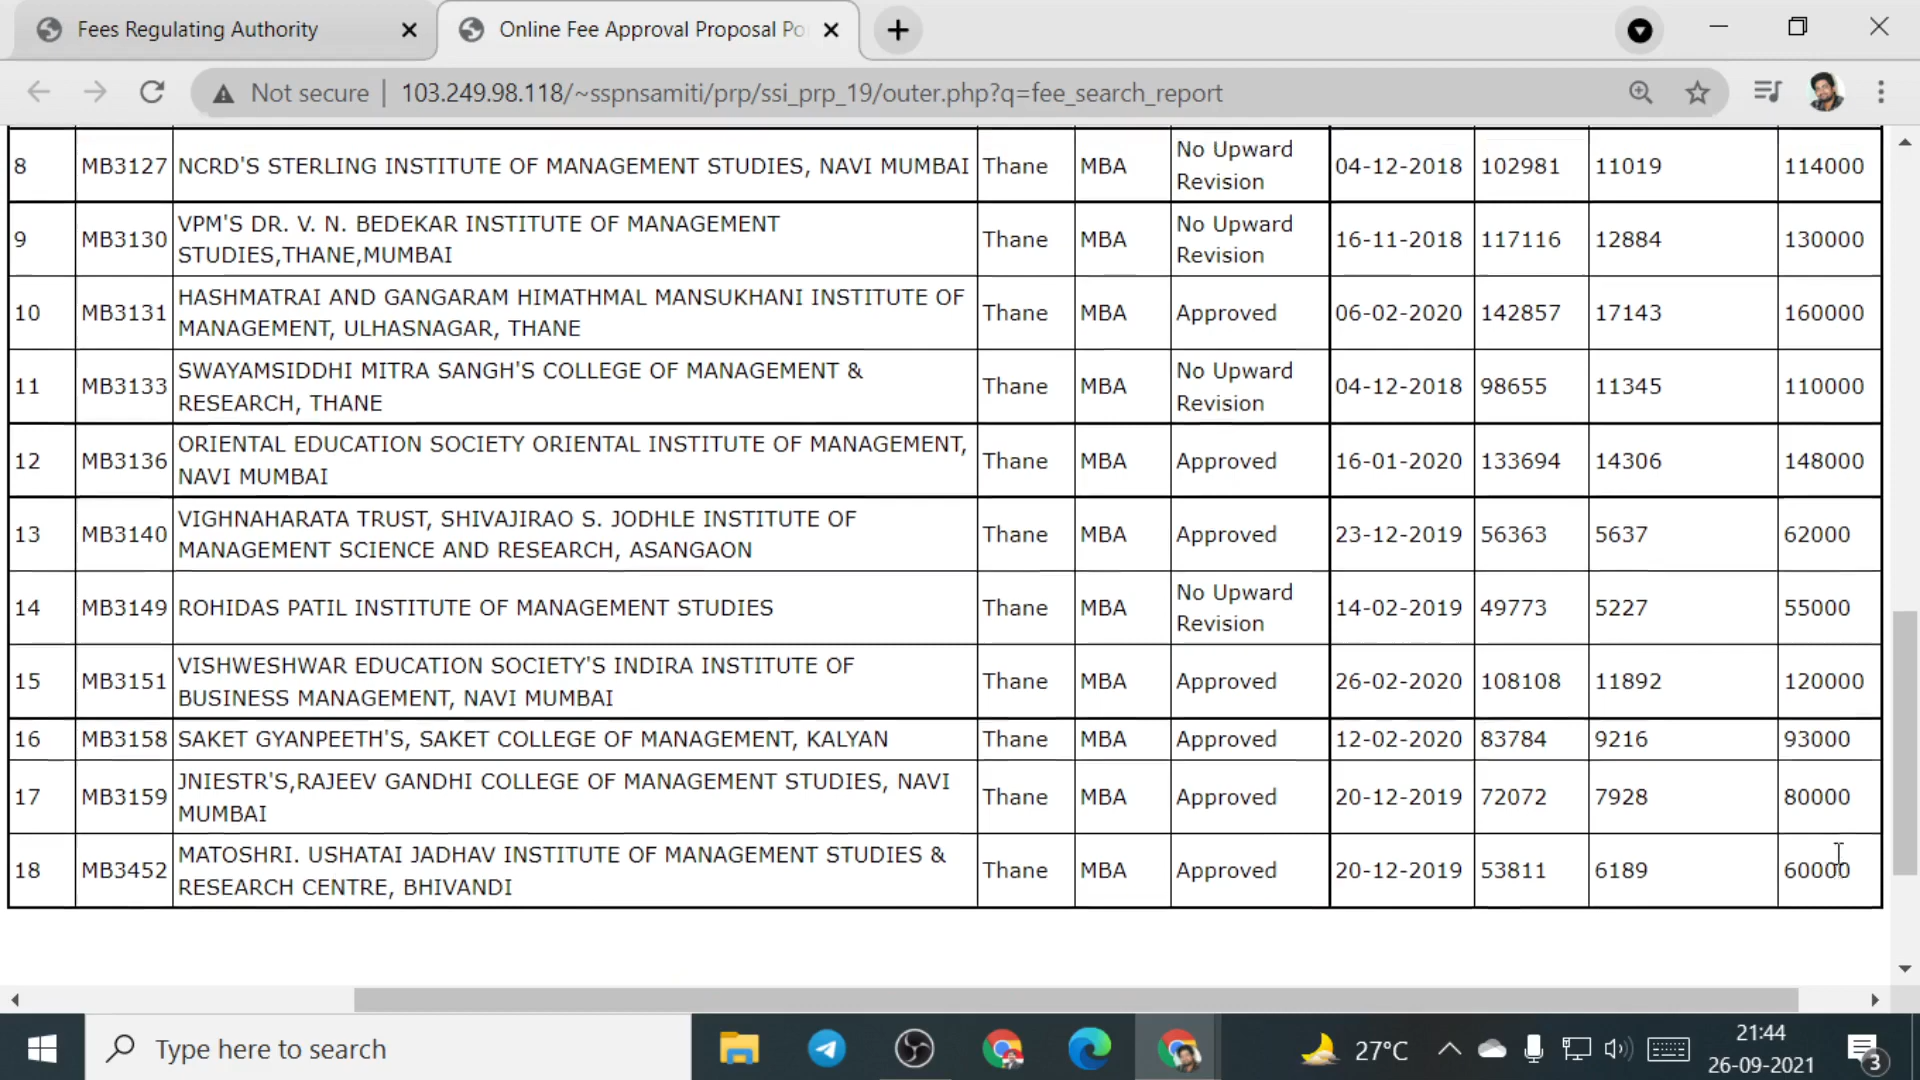 Fees Regulating Authority
Online Fee Approval Proposal Po
Not secure 103.249.98.118/~sspnsamiti/prp/ssi_prp_19/outer.php?q=fee_search_report
8 MB3127 NCRD'S STERLING INSTITUTE OF MANAGEMENT STUDIES, NAVI MUMBAI Thane MBA No Upward Revision 04-12-2018 102981 11019 114000
9 MB3130 VPM'S DR. V. N. BEDEKAR INSTITUTE OF MANAGEMENT STUDIES,THANE,MUMBAI Thane MBA No Upward Revision 16-11-2018 117116 12884 130000
10 MB3131 HASHMATRAI AND GANGARAM HIMATHMAL MANSUKHANI INSTITUTE OF MANAGEMENT, ULHASNAGAR, THANE Thane MBA Approved 06-02-2020 142857 17143 160000
11 MB3133 SWAYAMSIDDHI MITRA SANGH'S COLLEGE OF MANAGEMENT & RESEARCH, THANE Thane MBA No Upward Revision 04-12-2018 98655 11345 110000
12 MB3136 ORIENTAL EDUCATION SOCIETY ORIENTAL INSTITUTE OF MANAGEMENT, NAVI MUMBAI Thane MBA Approved 16-01-2020 133694 14306 148000
13 MB3140 VIGHNAHARATA TRUST, SHIVAJIRAO S. JODHLE INSTITUTE OF MANAGEMENT SCIENCE AND RESEARCH, ASANGAON Thane MBA Approved 23-12-2019 56363 5637 62000
14 MB3149 ROHIDAS PATIL INSTITUTE OF MANAGEMENT STUDIES Thane MBA No Upward Revision 14-02-2019 49773 5227 55000
15 MB3151 VISHWESHWAR EDUCATION SOCIETY'S INDIRA INSTITUTE OF BUSINESS MANAGEMENT, NAVI MUMBAI Thane MBA Approved 26-02-2020 108108 11892 120000
16 MB3158 SAKET GYANPEETH'S, SAKET COLLEGE OF MANAGEMENT, KALYAN Thane MBA Approved 12-02-2020 83784 9216 93000
17 MB3159 JNIESTR'S,RAJEEV GANDHI COLLEGE OF MANAGEMENT STUDIES, NAVI MUMBAI Thane MBA Approved 20-12-2019 72072 7928 80000
18 MB3452 MATOSHRI. USHATAI JADHAV INSTITUTE OF MANAGEMENT STUDIES & RESEARCH CENTRE, BHIVANDI Thane MBA Approved 20-12-2019 53811 6189 60000
Type here to search
27°C
21:44
26-09-2021
3